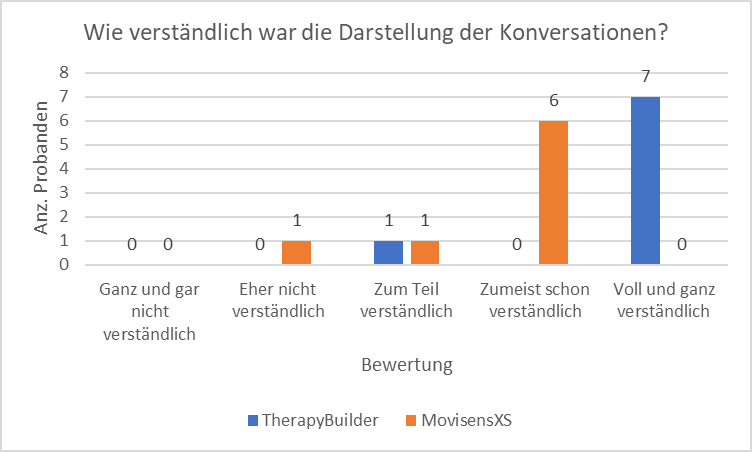 Wie verständlich war die Darstellung der Konversationen?
Anz. Probanden
8
7
6
5
4
3
2
1
0
0 0
0 1
1 1
0 6
7 0
Ganz und gar
nicht
verständlich
Eher nicht
verständlich
Zum Teil
verständlich
Zumeist schon
verständlich
Voll und ganz
verständlich
Bewertung
TherapyBuilder MovisensXS